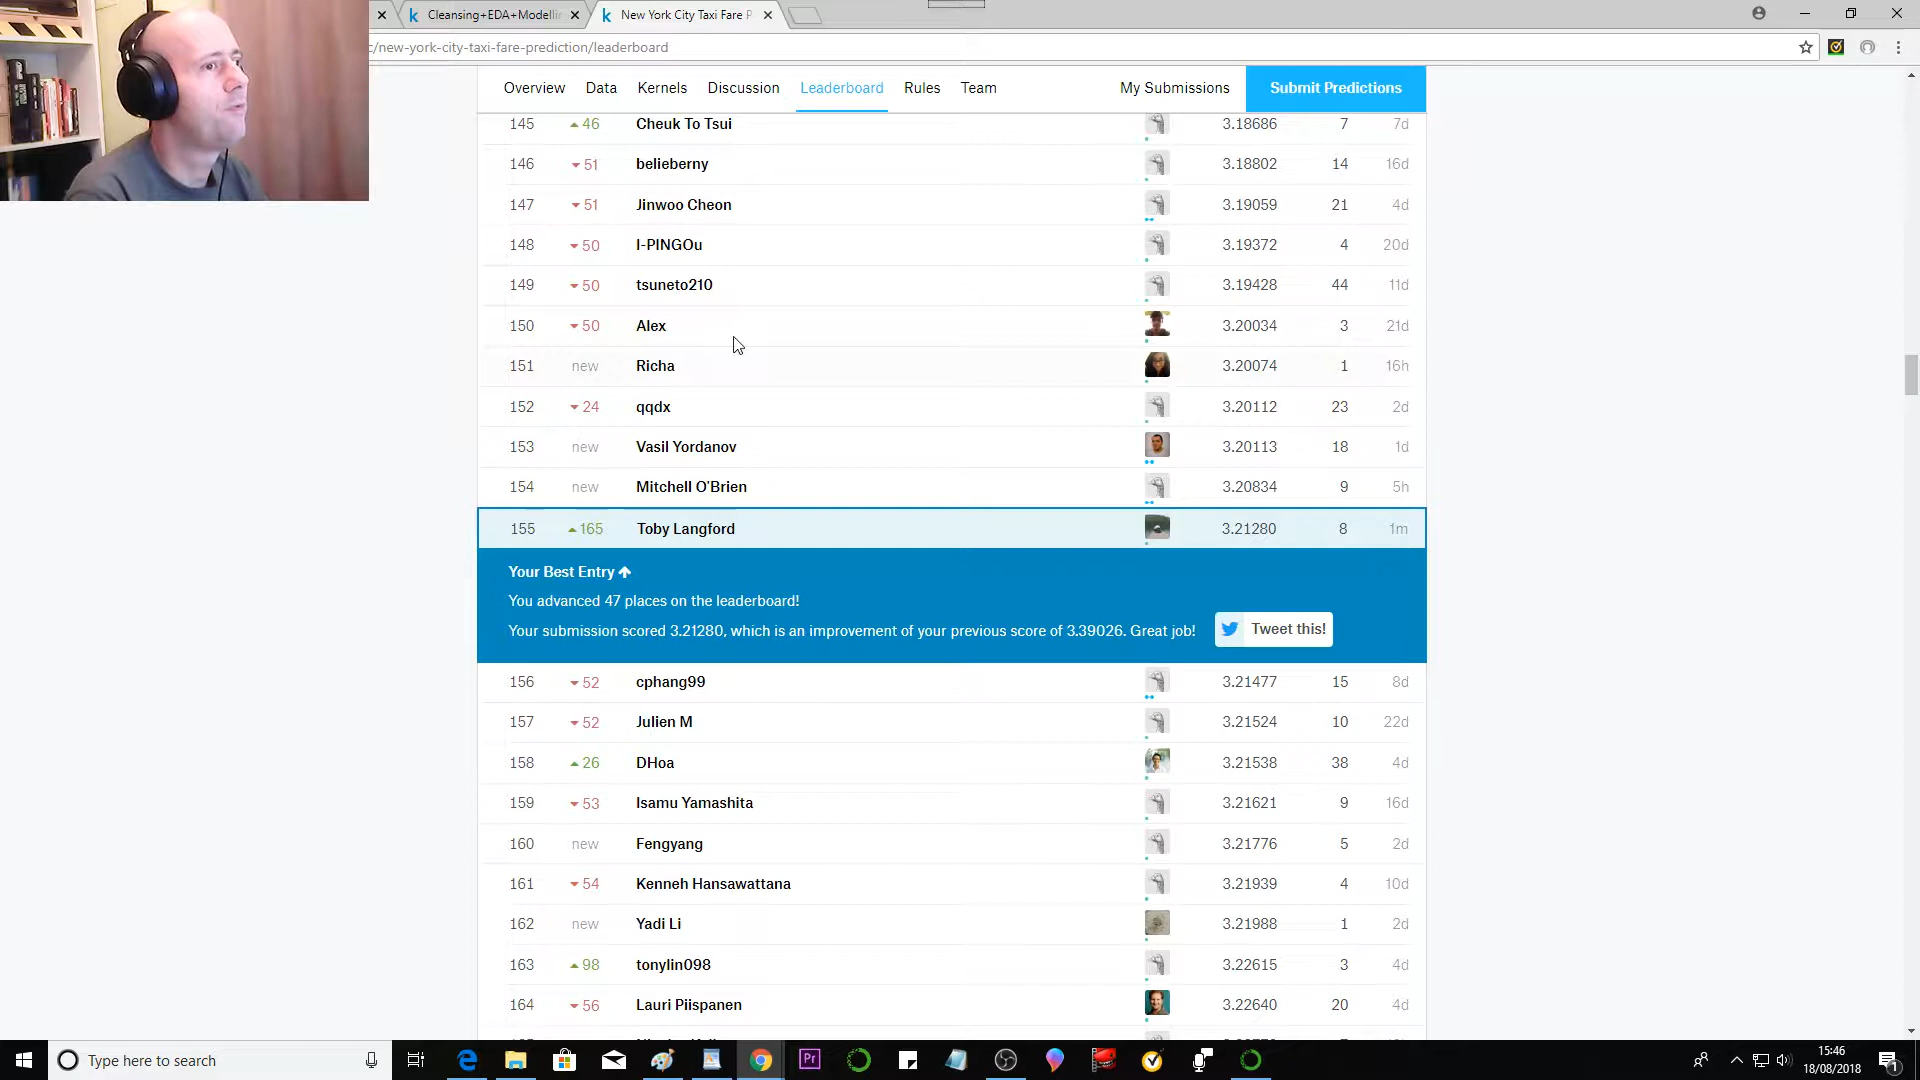 Cleansing+EDA+Modelli
New York City Taxi Fare P
c/new-york-city-taxi-fare-prediction/leaderboard
Overview Data Kernels Discussion Leaderboard Rules Team My Submissions Submit Predictions
145 46 Cheuk To Tsui 3.18686 7 7d
146 51 belieberny 3.18802 14 16d
147 51 Jinwoo Cheon 3.19059 21 4d
148 50 I-PINGOu 3.19372 4 20d
149 50 tsuneto210 3.19428 44 11d
150 50 Alex 3.20034 3 21d
151 new Richa 3.20074 1 16h
152 24 qqdx 3.20112 23 2d
153 new Vasil Yordanov 3.20113 18 1d
154 new Mitchell O'Brien 3.20834 9 5h
155 165 Toby Langford 3.21280 8 1m
Your Best Entry
You advanced 47 places on the leaderboard!
Your submission scored 3.21280, which is an improvement of your previous score of 3.39026. Great job! Tweet this!
156 52 cphang99 3.21477 15 8d
157 52 Julien M 3.21524 10 22d
158 26 DHoa 3.21538 38 4d
159 53 Isamu Yamashita 3.21621 9 16d
160 new Fengyang 3.21776 5 2d
161 54 Kenneh Hansawattana 3.21939 4 10d
162 new Yadi Li 3.21988 1 2d
163 98 tonylin098 3.22615 3 4d
164 56 Lauri Piispanen 3.22640 20 4d
Type here to search
Pr
15:46
18/08/2018
1